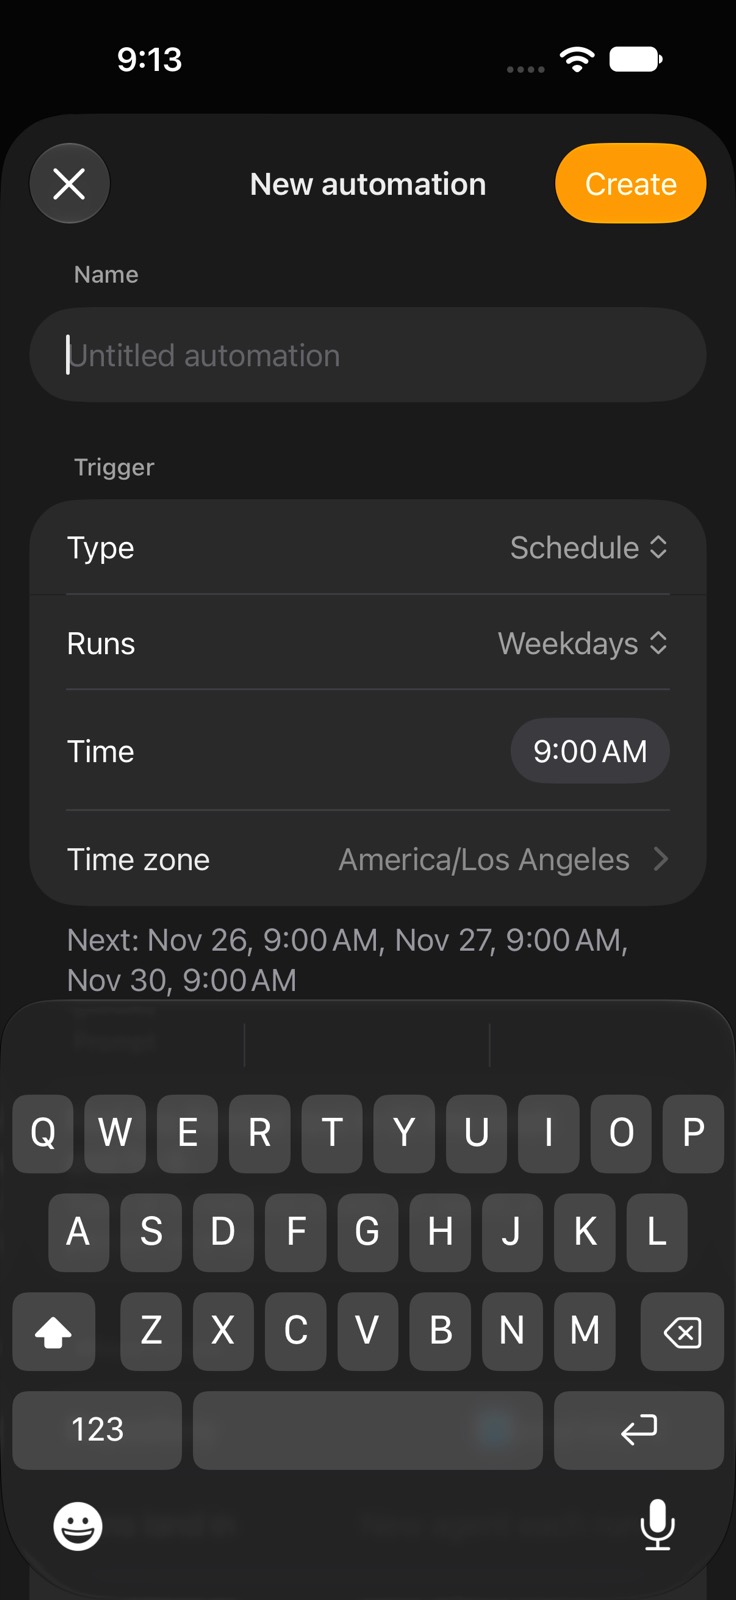 9:13
New automation
Create
Name
Untitled automation
Trigger
Type
Schedule
Runs
Weekdays
Time
9:00 AM
Time zone
America/Los Angeles
Next: Nov 26, 9:00 AM, Nov 27, 9:00 AM,
Nov 30, 9:00 AM
Q W E R T Y U I O P
A S D F G H J K L
Z X C V B N M
123